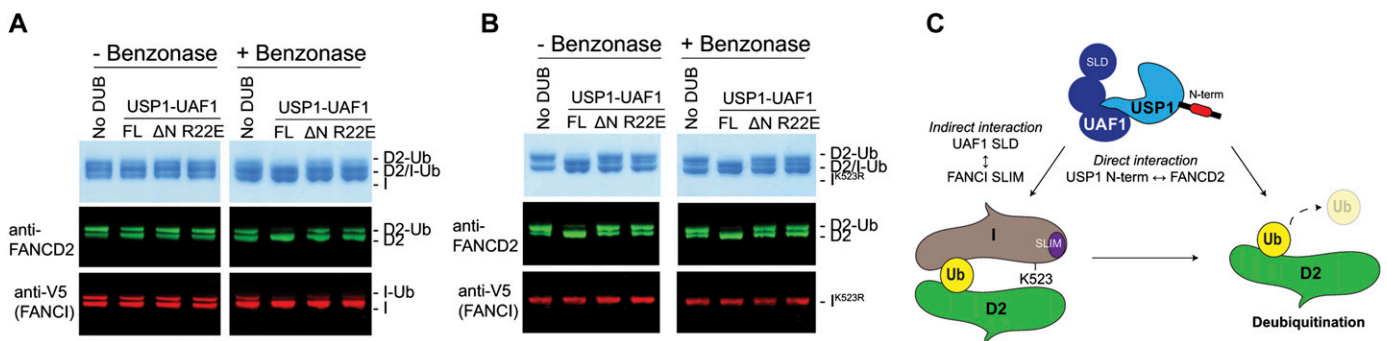 A
- Benzonase
+ Benzonase
No DUB
USP1-UAF1
FL ΔN R22E
No DUB
USP1-UAF1
FL ΔN R22E
- D2-Ub
- D2/I-Ub
- I
anti-
FANCD2
- D2-Ub
- D2
anti-V5
(FANCI)
- I-Ub
- I
B
- Benzonase
+ Benzonase
No DUB
USP1-UAF1
FL ΔN R22E
No DUB
USP1-UAF1
FL ΔN R22E
- D2-Ub
- D2/I-Ub
- I^K523R
anti-
FANCD2
- D2-Ub
- D2
anti-V5
(FANCI)
- I^K523R
C
SLD
UAF1
USP1
N-term
Indirect interaction
UAF1 SLD
↕
FANCI SLIM
Direct interaction
USP1 N-term ↔ FANCD2
I
SLIM
Ub
K523
D2
Ub
Ub
D2
Deubiquitination